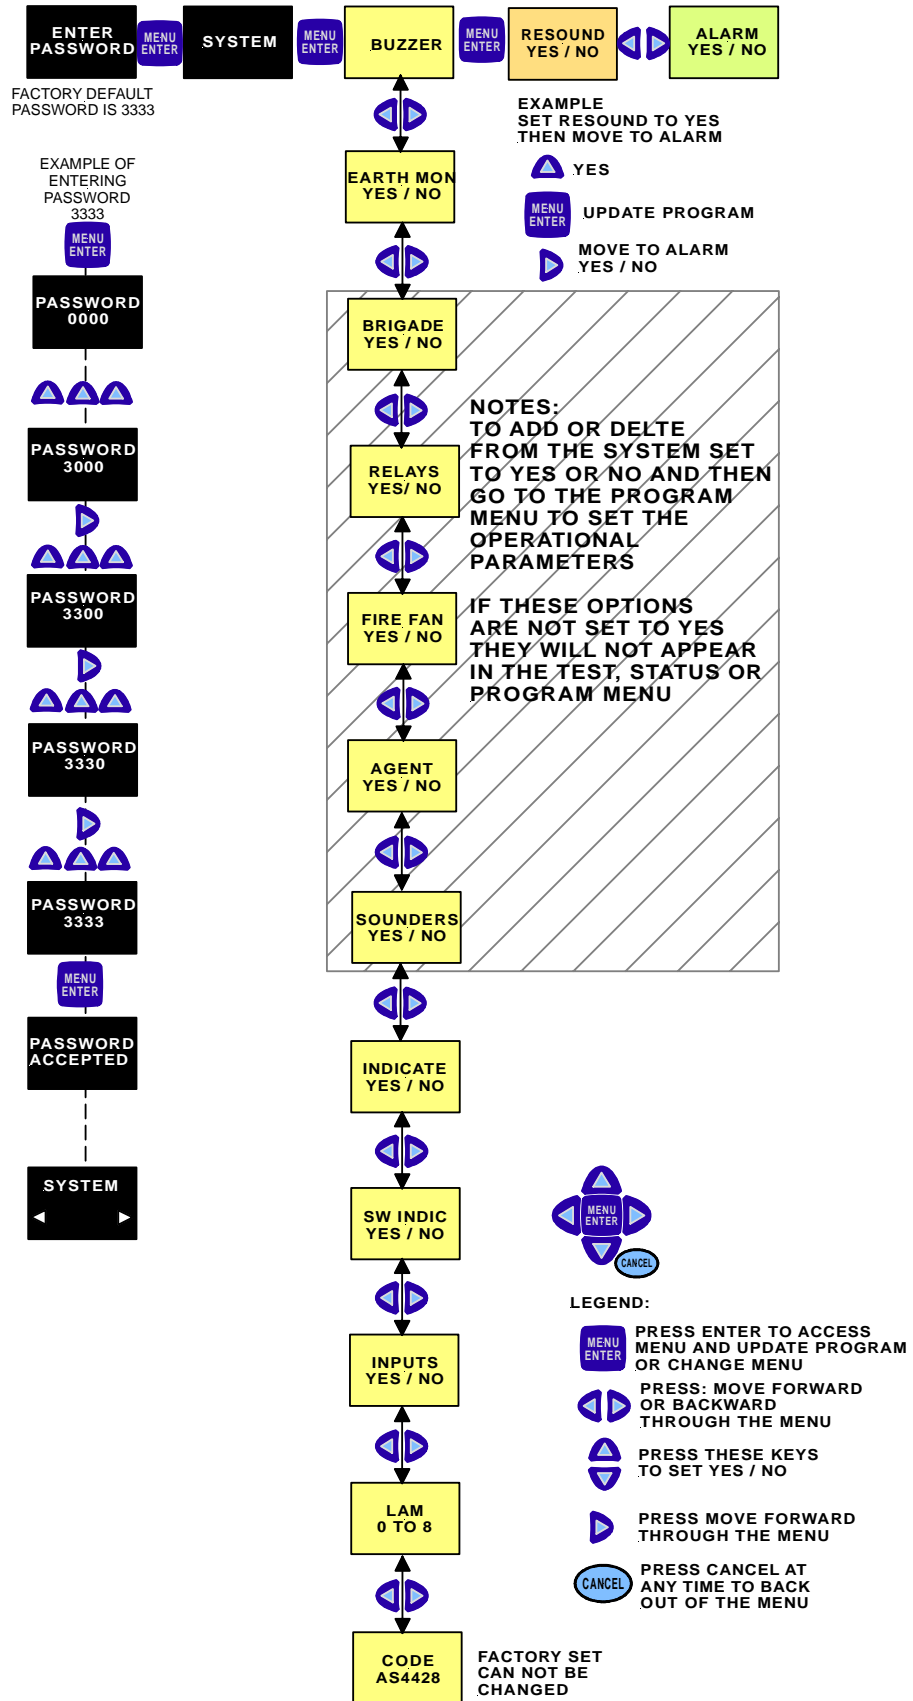 ENTER
PASSWORD
MENU
ENTER
SYSTEM
MENU
ENTER
BUZZER
MENU
ENTER
RESOUND
YES / NO
ALARM
YES / NO
FACTORY DEFAULT
PASSWORD IS 3333
EXAMPLE
SET RESOUND TO YES
THEN MOVE TO ALARM
YES
MENU
ENTER
UPDATE PROGRAM
MOVE TO ALARM
YES / NO
EXAMPLE OF
ENTERING
PASSWORD
3333
MENU
ENTER
PASSWORD
0000
PASSWORD
3000
PASSWORD
3300
PASSWORD
3330
PASSWORD
3333
MENU
ENTER
PASSWORD
ACCEPTED
SYSTEM
EARTH MON
YES / NO
BRIGADE
YES / NO
RELAYS
YES/ NO
FIRE FAN
YES / NO
AGENT
YES / NO
SOUNDERS
YES / NO
NOTES:
TO ADD OR DELTE
FROM THE SYSTEM SET
TO YES OR NO AND THEN
GO TO THE PROGRAM
MENU TO SET THE
OPERATIONAL
PARAMETERS
IF THESE OPTIONS
ARE NOT SET TO YES
THEY WILL NOT APPEAR
IN THE TEST, STATUS OR
PROGRAM MENU
INDICATE
YES / NO
SW INDIC
YES / NO
INPUTS
YES / NO
LAM
0 TO 8
CODE
AS4428
FACTORY SET
CAN NOT BE
CHANGED
MENU
ENTER
CANCEL
LEGEND:
MENU
ENTER
PRESS ENTER TO ACCESS
MENU AND UPDATE PROGRAM
OR CHANGE MENU
PRESS: MOVE FORWARD
OR BACKWARD
THROUGH THE MENU
PRESS THESE KEYS
TO SET YES / NO
PRESS MOVE FORWARD
THROUGH THE MENU
CANCEL
PRESS CANCEL AT
ANY TIME TO BACK
OUT OF THE MENU